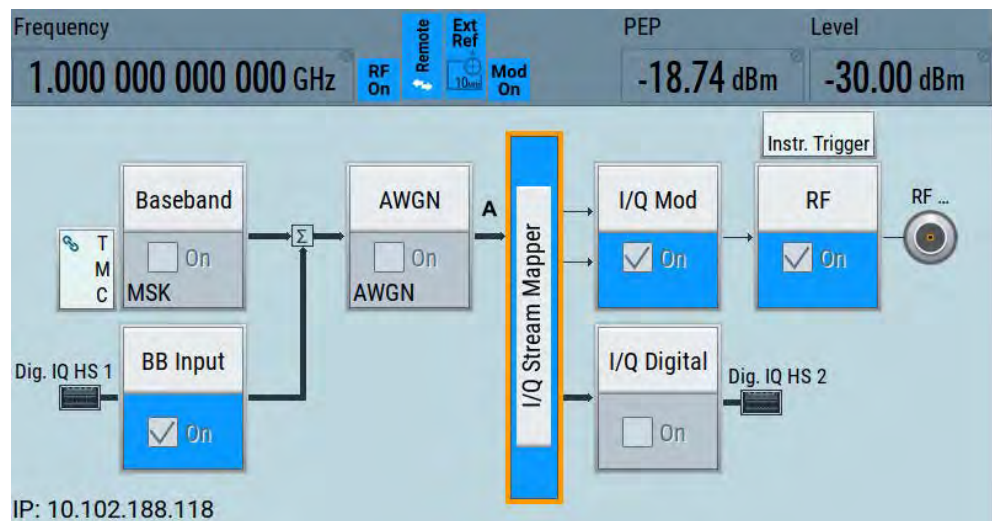 Frequency
1.000 000 000 000 GHz
RF
On
Remote
Ext
Ref
10MHz
Mod
On
PEP
-18.74 dBm
Level
-30.00 dBm
Instr. Trigger
Baseband
On
MSK
T
M
C
Σ
AWGN
On
AWGN
A
I/Q Stream Mapper
I/Q Mod
On
RF
On
RF ...
Dig. IQ HS 1
BB Input
On
I/Q Digital
On
Dig. IQ HS 2
IP: 10.102.188.118